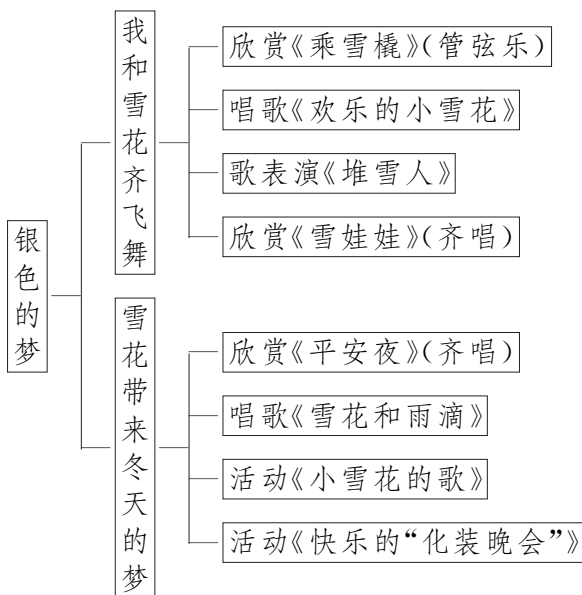 银色的梦
我和雪花齐飞舞
欣赏《乘雪橇》(管弦乐)
唱歌《欢乐的小雪花》
歌表演《堆雪人》
欣赏《雪娃娃》(齐唱)
雪花带来冬天的梦
欣赏《平安夜》(齐唱)
唱歌《雪花和雨滴》
活动《小雪花的歌》
活动《快乐的“化装晚会”》